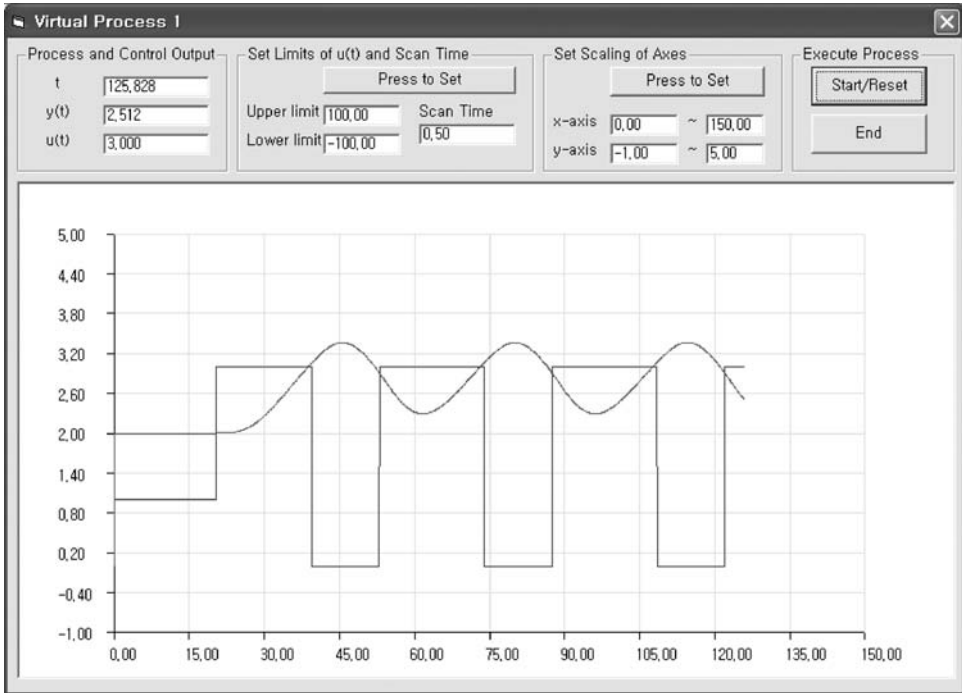 Virtual Process 1
Process and Control Output
t 125,828
y(t) 2,512
u(t) 3,000
Set Limits of u(t) and Scan Time
Press to Set
Upper limit 100,00
Lower limit -100,00
Scan Time
0,50
Set Scaling of Axes
Press to Set
x-axis 0,00 ~ 150,00
y-axis -1,00 ~ 5,00
Execute Process
Start/Reset
End
5,00
4,40
3,80
3,20
2,60
2,00
1,40
0,80
0,20
-0,40
-1,00
0,00 15,00 30,00 45,00 60,00 75,00 90,00 105,00 120,00 135,00 150,00